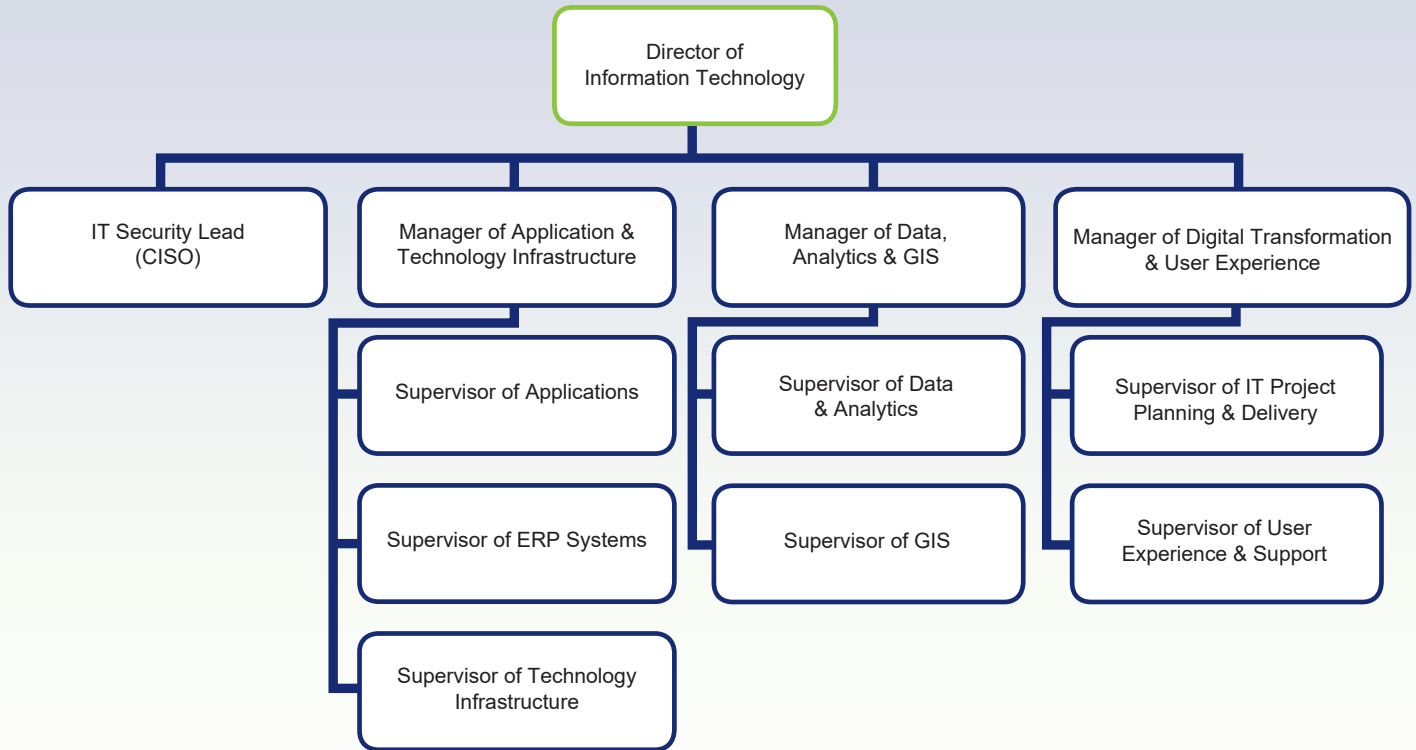 Director of
Information Technology
IT Security Lead
(CISO)
Manager of Application &
Technology Infrastructure
Manager of Data,
Analytics & GIS
Manager of Digital Transformation
& User Experience
Supervisor of Applications
Supervisor of Data
& Analytics
Supervisor of IT Project
Planning & Delivery
Supervisor of ERP Systems
Supervisor of GIS
Supervisor of User
Experience & Support
Supervisor of Technology
Infrastructure